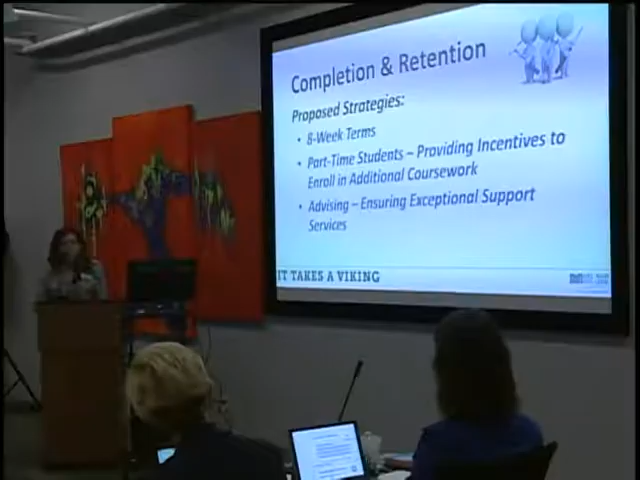 Completion & Retention
Proposed Strategies:
• 8-Week Terms
• Part-Time Students – Providing Incentives to
Enroll in Additional Coursework
• Advising – Ensuring Exceptional Support
Services
IT TAKES A VIKING